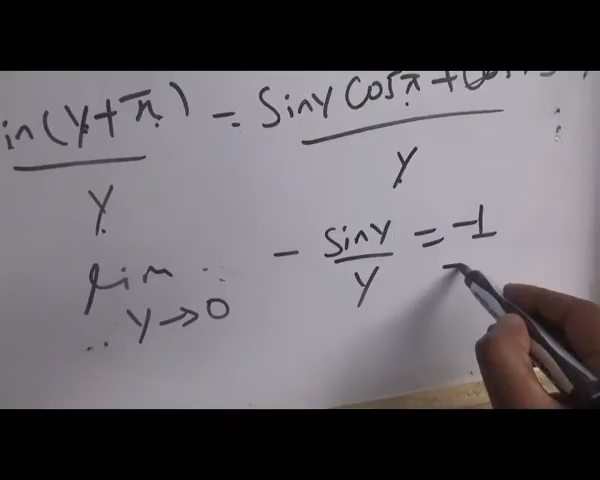 in(y+π) / y = Siny Cosπ + / y
lim y→0 - siny / y = -1